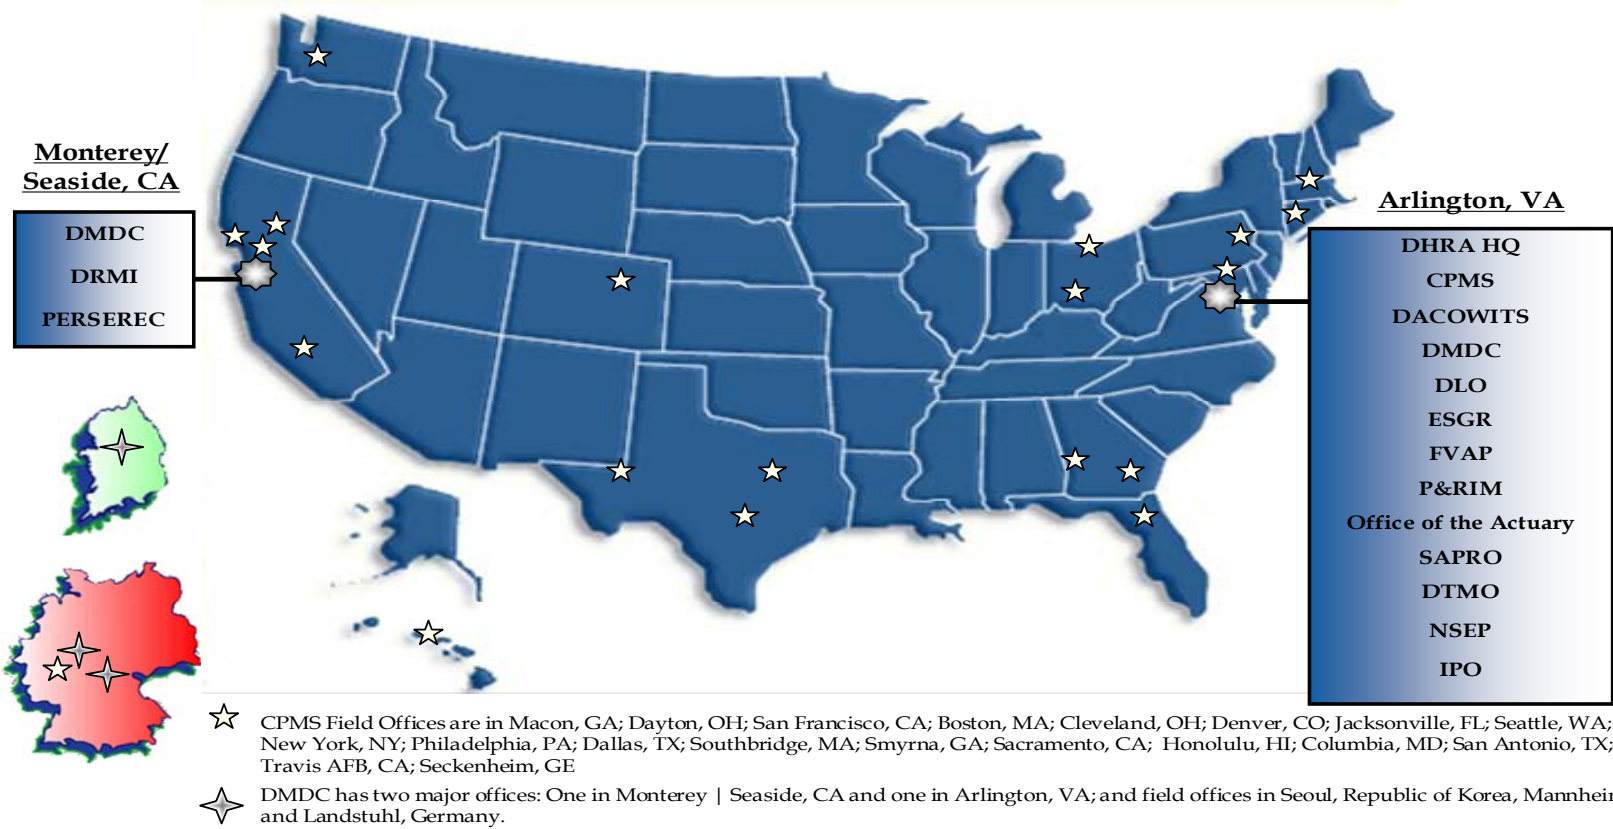 Monterey/
Seaside, CA
DMDC
DRMI
PERSEREC
Arlington, VA
DHRA HQ
CPMS
DACOWITS
DMDC
DLO
ESGR
FVAP
P&RIM
Office of the Actuary
SAPRO
DTMO
NSEP
IPO
CPMS Field Offices are in Macon, GA; Dayton, OH; San Francisco, CA; Boston, MA; Cleveland, OH; Denver, CO; Jacksonville, FL; Seattle, WA;
New York, NY; Philadelphia, PA; Dallas, TX; Southbridge, MA; Smyrna, GA; Sacramento, CA; Honolulu, HI; Columbia, MD; San Antonio, TX;
Travis AFB, CA; Seckenheim, GE
DMDC has two major offices: One in Monterey | Seaside, CA and one in Arlington, VA; and field offices in Seoul, Republic of Korea,
and Landstuhl, Germany.